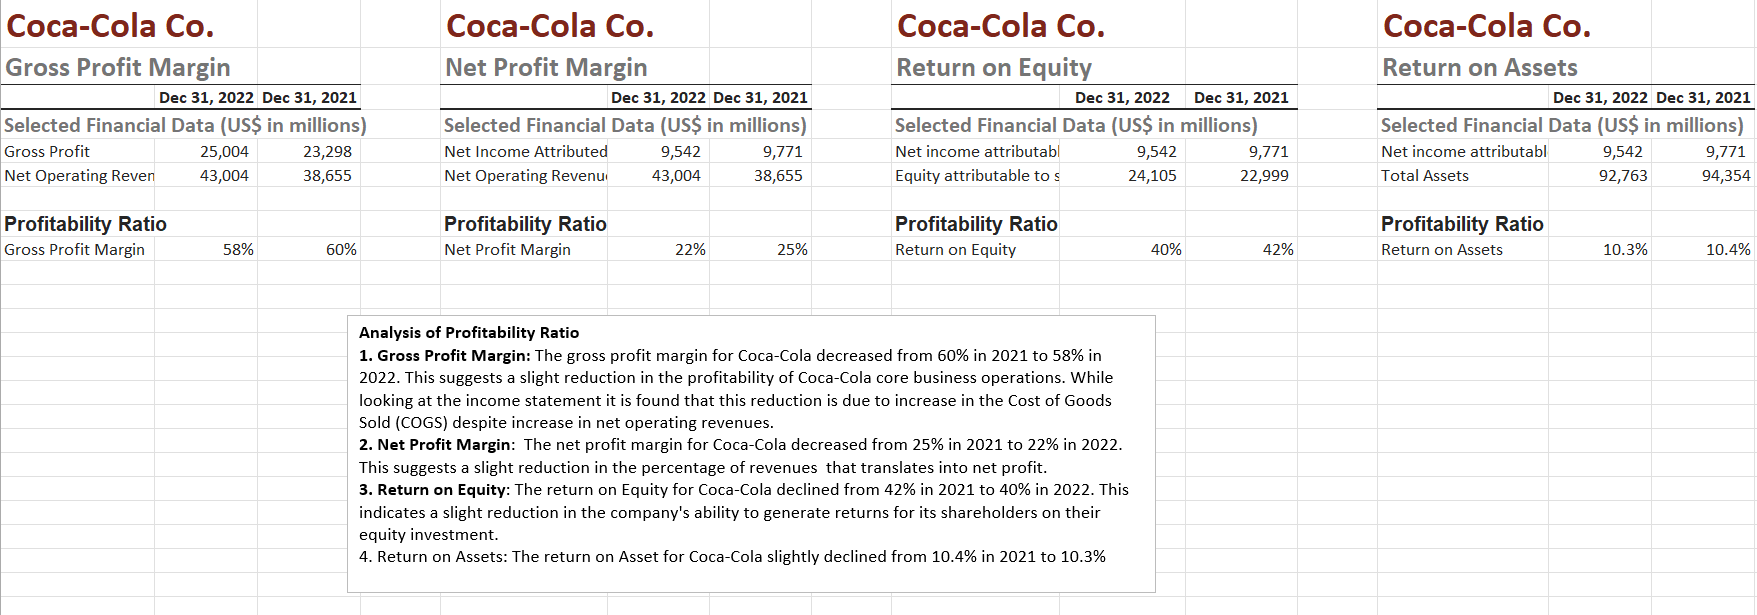 Coca-Cola Co. Coca-Cola Co. Coca-Cola Co. Coca-Cola Co.
Gross Profit Margin Net Profit Margin Return on Equity Return on Assets
Dec 31, 2022 Dec 31, 2021 Dec 31, 2022 Dec 31, 2021 Dec 31, 2022 Dec 31, 2021 Dec 31, 2022 Dec 31, 2021
Selected Financial Data (US$ in millions) Selected Financial Data (US$ in millions) Selected Financial Data (US$ in millions) Selected Financial Data (US$ in millions)
Gross Profit 25,004 23,298 Net Income Attributed 9,542 9,771 Net income attributabl 9,542 9,771 Net income attributabl 9,542 9,771
Net Operating Reven 43,004 38,655 Net Operating Revenu 43,004 38,655 Equity attributable to s 24,105 22,999 Total Assets 92,763 94,354
Profitability Ratio Profitability Ratio Profitability Ratio Profitability Ratio
Gross Profit Margin 58% 60% Net Profit Margin 22% 25% Return on Equity 40% 42% Return on Assets 10.3% 10.4%
Analysis of Profitability Ratio
1. Gross Profit Margin: The gross profit margin for Coca-Cola decreased from 60% in 2021 to 58% in
2022. This suggests a slight reduction in the profitability of Coca-Cola core business operations. While
looking at the income statement it is found that this reduction is due to increase in the Cost of Goods
Sold (COGS) despite increase in net operating revenues.
2. Net Profit Margin: The net profit margin for Coca-Cola decreased from 25% in 2021 to 22% in 2022.
This suggests a slight reduction in the percentage of revenues that translates into net profit.
3. Return on Equity: The return on Equity for Coca-Cola declined from 42% in 2021 to 40% in 2022. This
indicates a slight reduction in the company's ability to generate returns for its shareholders on their
equity investment.
4. Return on Assets: The return on Asset for Coca-Cola slightly declined from 10.4% in 2021 to 10.3%